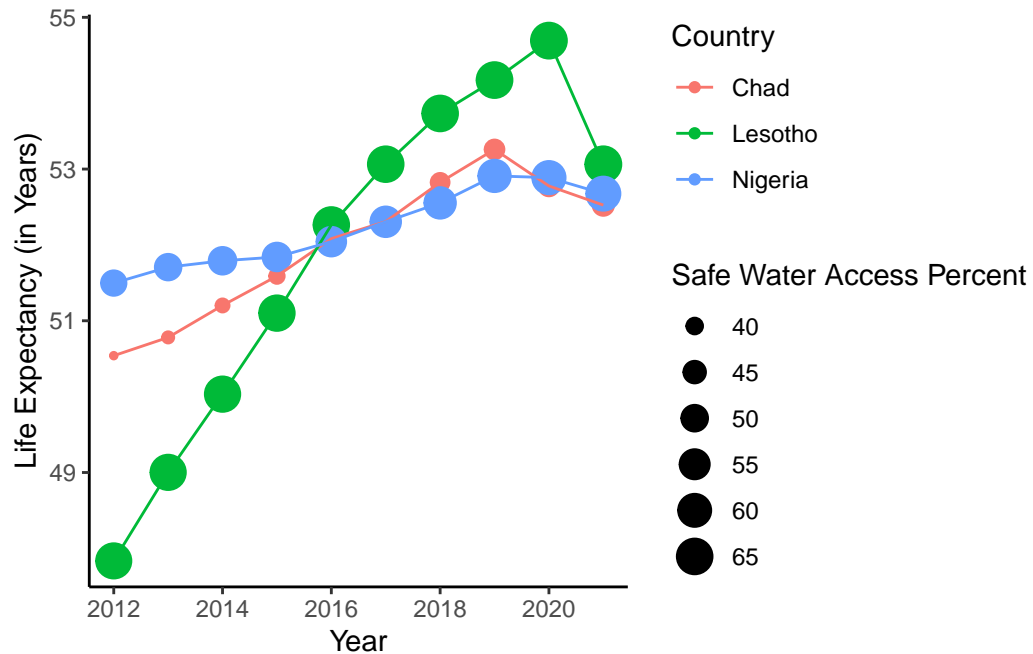 55
53
51
49
Life Expectancy (in Years)
2012 2014 2016 2018 2020
Year
Country
Chad
Lesotho
Nigeria
Safe Water Access Percent
40
45
50
55
60
65